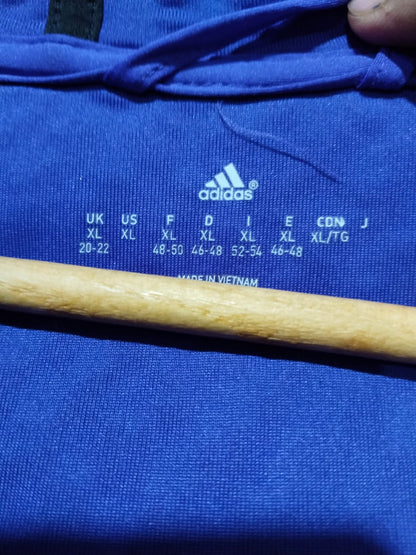 adidas®
UK US F D I E CDN J
XL XL XL XL XL XL XL/TG
20-22 48-50 46-48 52-54 46-48
MADE IN VIETNAM